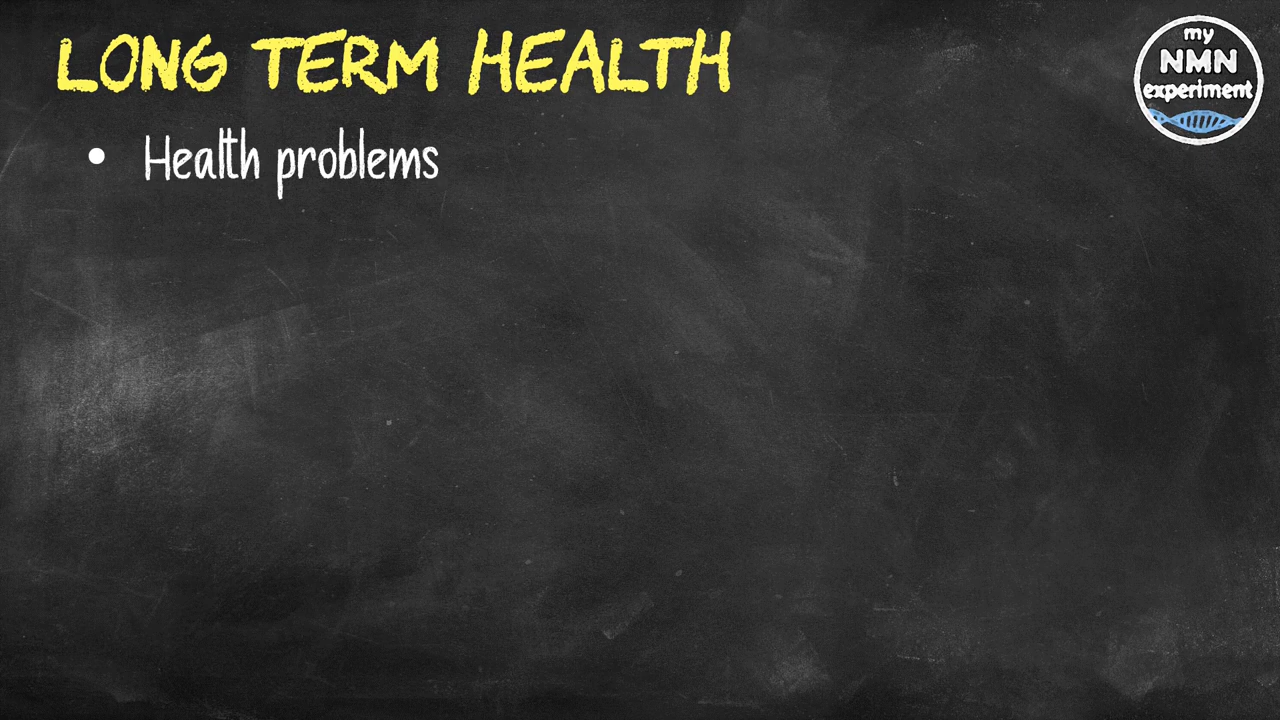 LONG TERM HEALTH
my
NMN
experiment
• Health problems